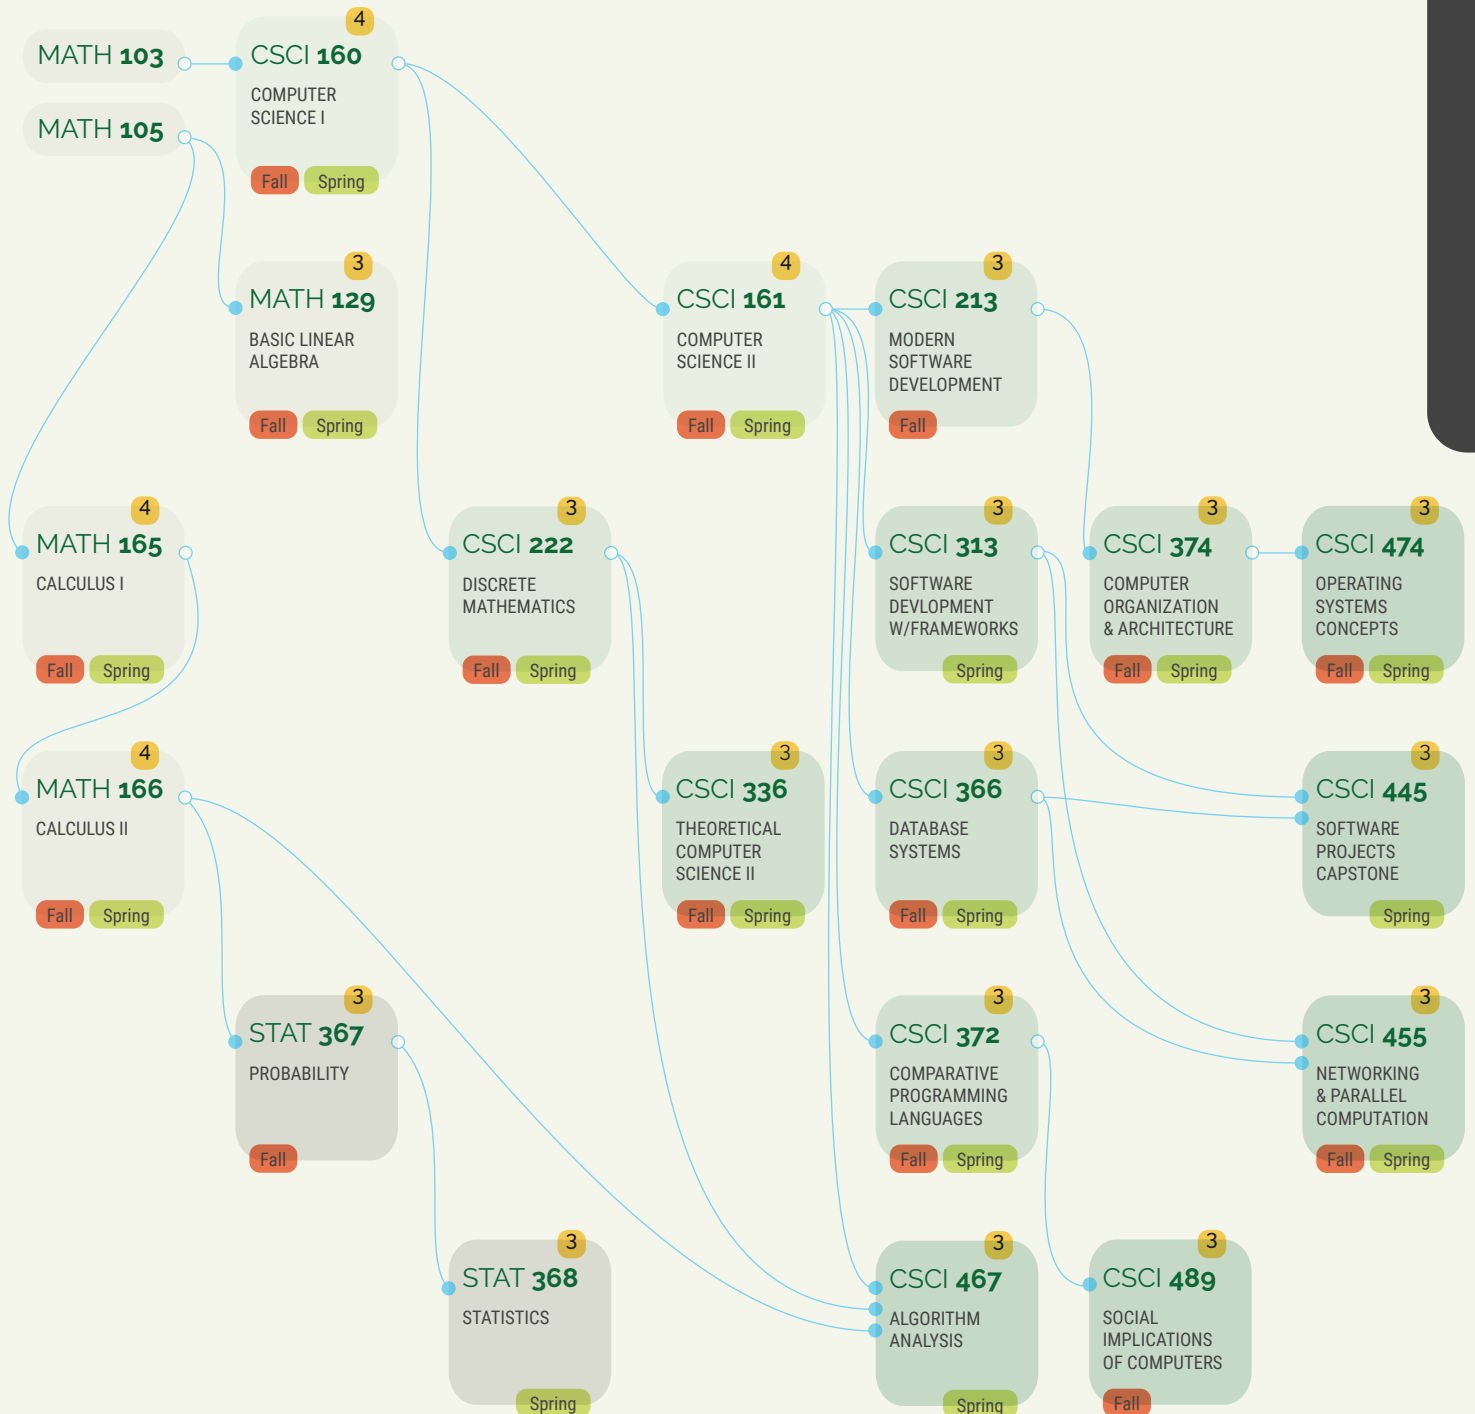 MATH 103
MATH 105
4
CSCI 160
COMPUTER
SCIENCE I
Fall Spring
3
MATH 129
BASIC LINEAR
ALGEBRA
Fall Spring
4
CSCI 161
COMPUTER
SCIENCE II
Fall Spring
3
CSCI 213
MODERN
SOFTWARE
DEVELOPMENT
Fall
4
MATH 165
CALCULUS I
Fall Spring
3
CSCI 222
DISCRETE
MATHEMATICS
Fall Spring
3
CSCI 313
SOFTWARE
DEVLOPMENT
W/FRAMEWORKS
Spring
3
CSCI 374
COMPUTER
ORGANIZATION
& ARCHITECTURE
Fall Spring
3
CSCI 474
OPERATING
SYSTEMS
CONCEPTS
Fall Spring
4
MATH 166
CALCULUS II
Fall Spring
3
CSCI 336
THEORETICAL
COMPUTER
SCIENCE II
Fall Spring
3
CSCI 366
DATABASE
SYSTEMS
Fall Spring
3
CSCI 445
SOFTWARE
PROJECTS
CAPSTONE
Spring
3
STAT 367
PROBABILITY
Fall
3
CSCI 372
COMPARATIVE
PROGRAMMING
LANGUAGES
Fall Spring
3
CSCI 455
NETWORKING
& PARALLEL
COMPUTATION
Fall Spring
3
STAT 368
STATISTICS
Spring
3
CSCI 467
ALGORITHM
ANALYSIS
Spring
3
CSCI 489
SOCIAL
IMPLICATIONS
OF COMPUTERS
Fall